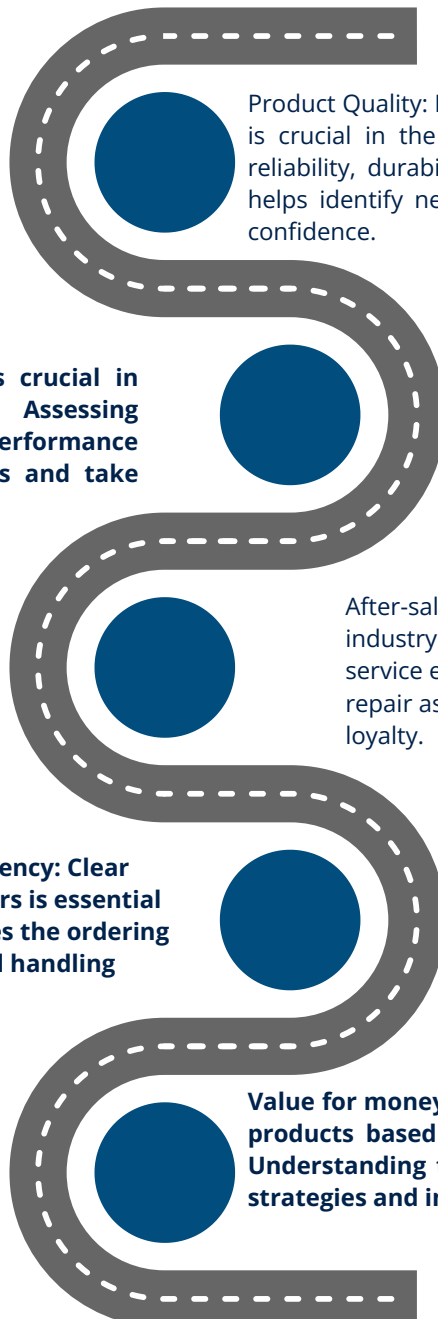 Product Quality:
is crucial in the
reliability, durabi
helps identify ne
confidence.
s crucial in
Assessing
erformance
s and take
After-sal
industry
service e
repair as
loyalty.
ency: Clear
rs is essential
es the ordering
d handling
Value for money
products based
Understanding t
strategies and i